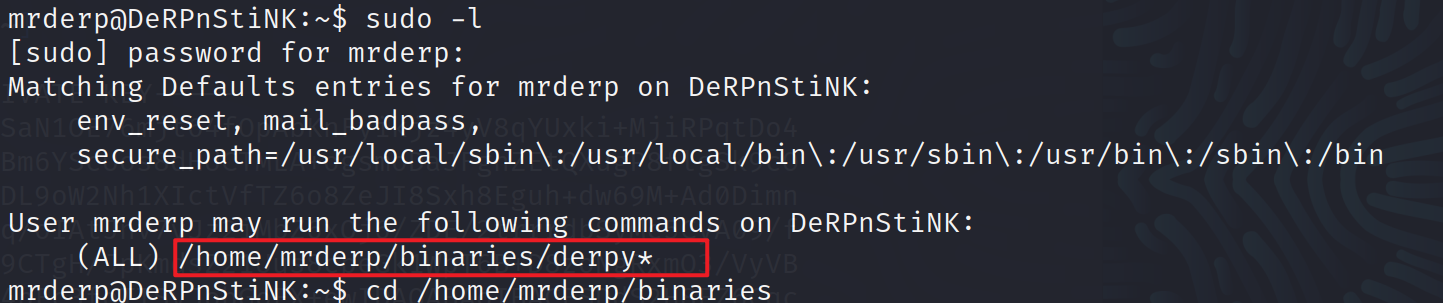 mrderp@DeRPnStiNK:~$ sudo -l
[sudo] password for mrderp:
Matching Defaults entries for mrderp on DeRPnStiNK:
env_reset, mail_badpass,
secure_path=/usr/local/sbin\:/usr/local/bin\:/usr/sbin\:/usr/bin\:/sbin\:/bin
User mrderp may run the following commands on DeRPnStiNK:
(ALL) /home/mrderp/binaries/derpy*
mrderp@DeRPnStiNK:~$ cd /home/mrderp/binaries